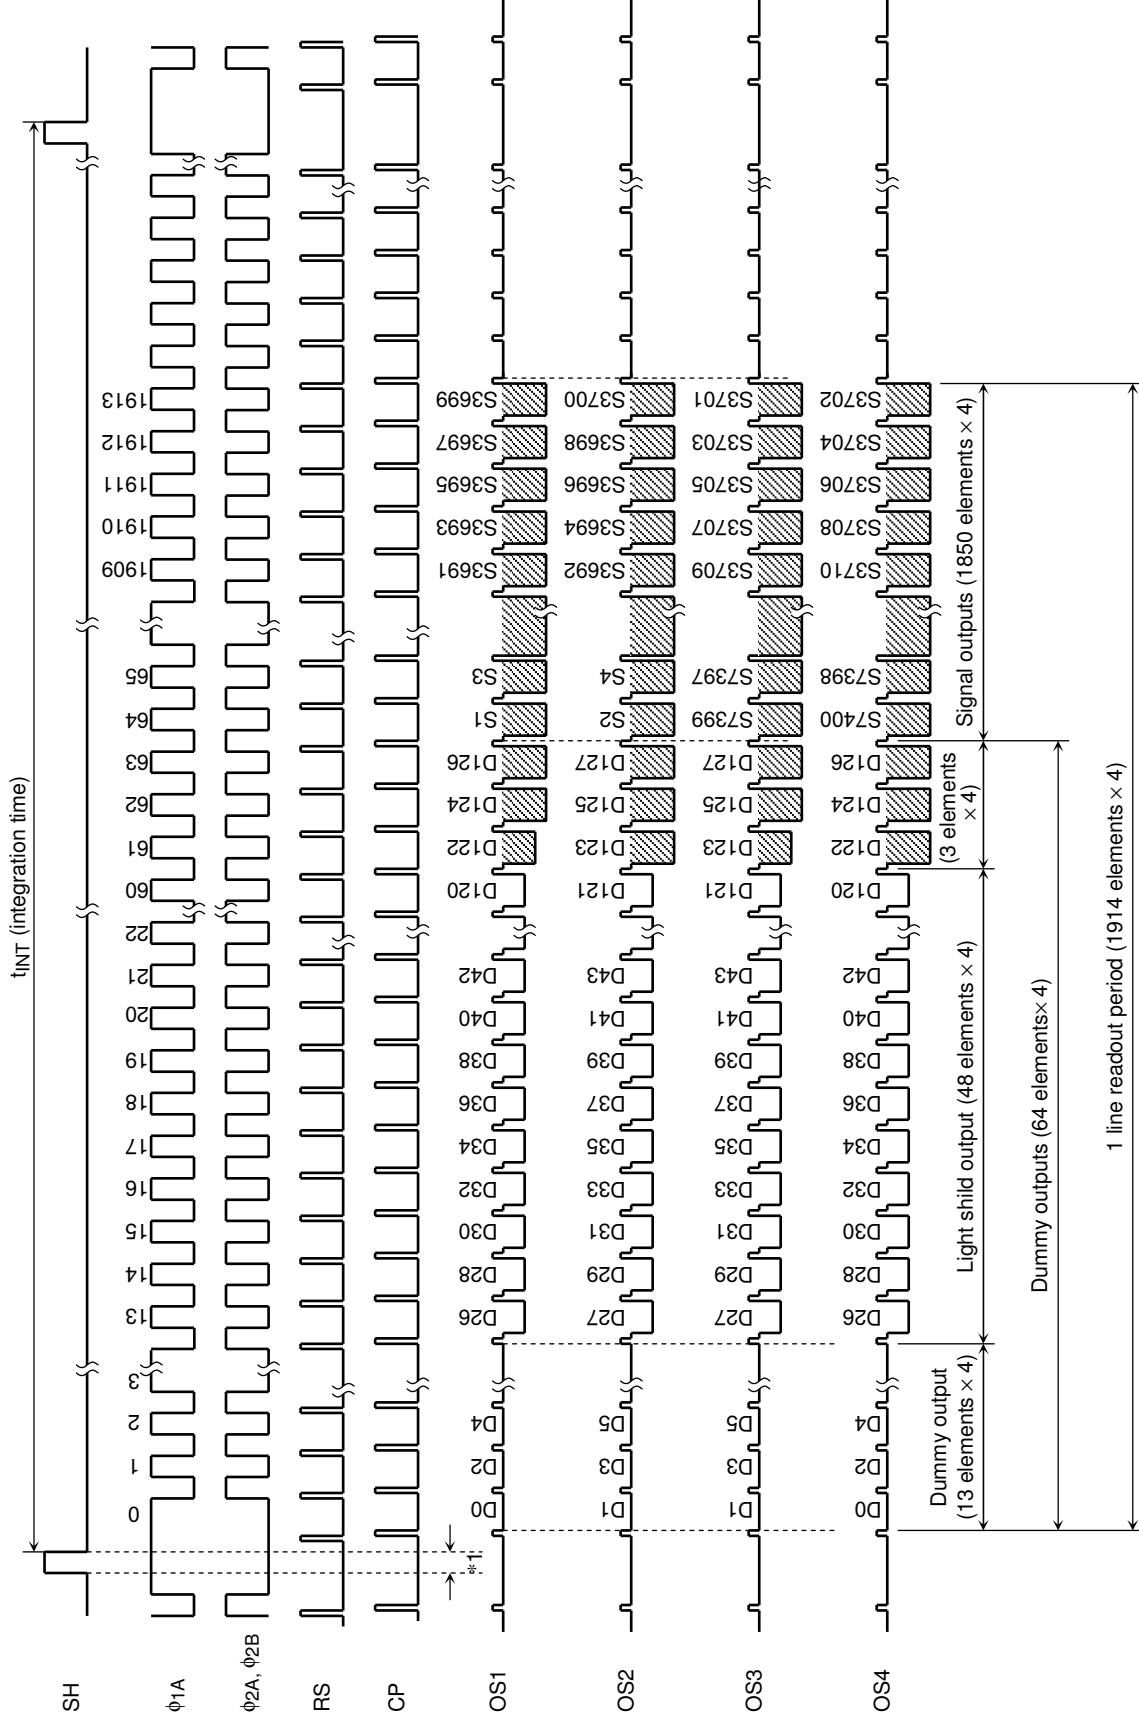 tINT (integration time)
SH
ϕ1A
0
1
2
3
13
14
15
16
17
18
19
20
21
22
60
61
62
63
64
65
1909
1910
1911
1912
1913
ϕ2A, ϕ2B
RS
CP
*1
OS1
D0
D2
D4
D26
D28
D30
D32
D34
D36
D38
D40
D42
D120
D122
D124
D126
S1
S3
S3691
S3693
S3695
S3697
S3699
OS2
D1
D3
D5
D27
D29
D31
D33
D35
D37
D39
D41
D43
D121
D123
D125
D127
S2
S4
S3692
S3694
S3696
S3698
S3700
OS3
D1
D3
D5
D27
D29
D31
D33
D35
D37
D39
D41
D43
D121
D123
D125
D127
S7399
S7397
S3709
S3707
S3705
S3703
S3701
OS4
D0
D2
D4
D26
D28
D30
D32
D34
D36
D38
D40
D42
D120
D122
D124
D126
S7400
S7398
S3710
S3708
S3706
S3704
S3702
Dummy output
(13 elements × 4)
Light shild output (48 elements × 4)
(3 elements
× 4)
Signal outputs (1850 elements × 4)
Dummy outputs (64 elements× 4)
1 line readout period (1914 elements × 4)